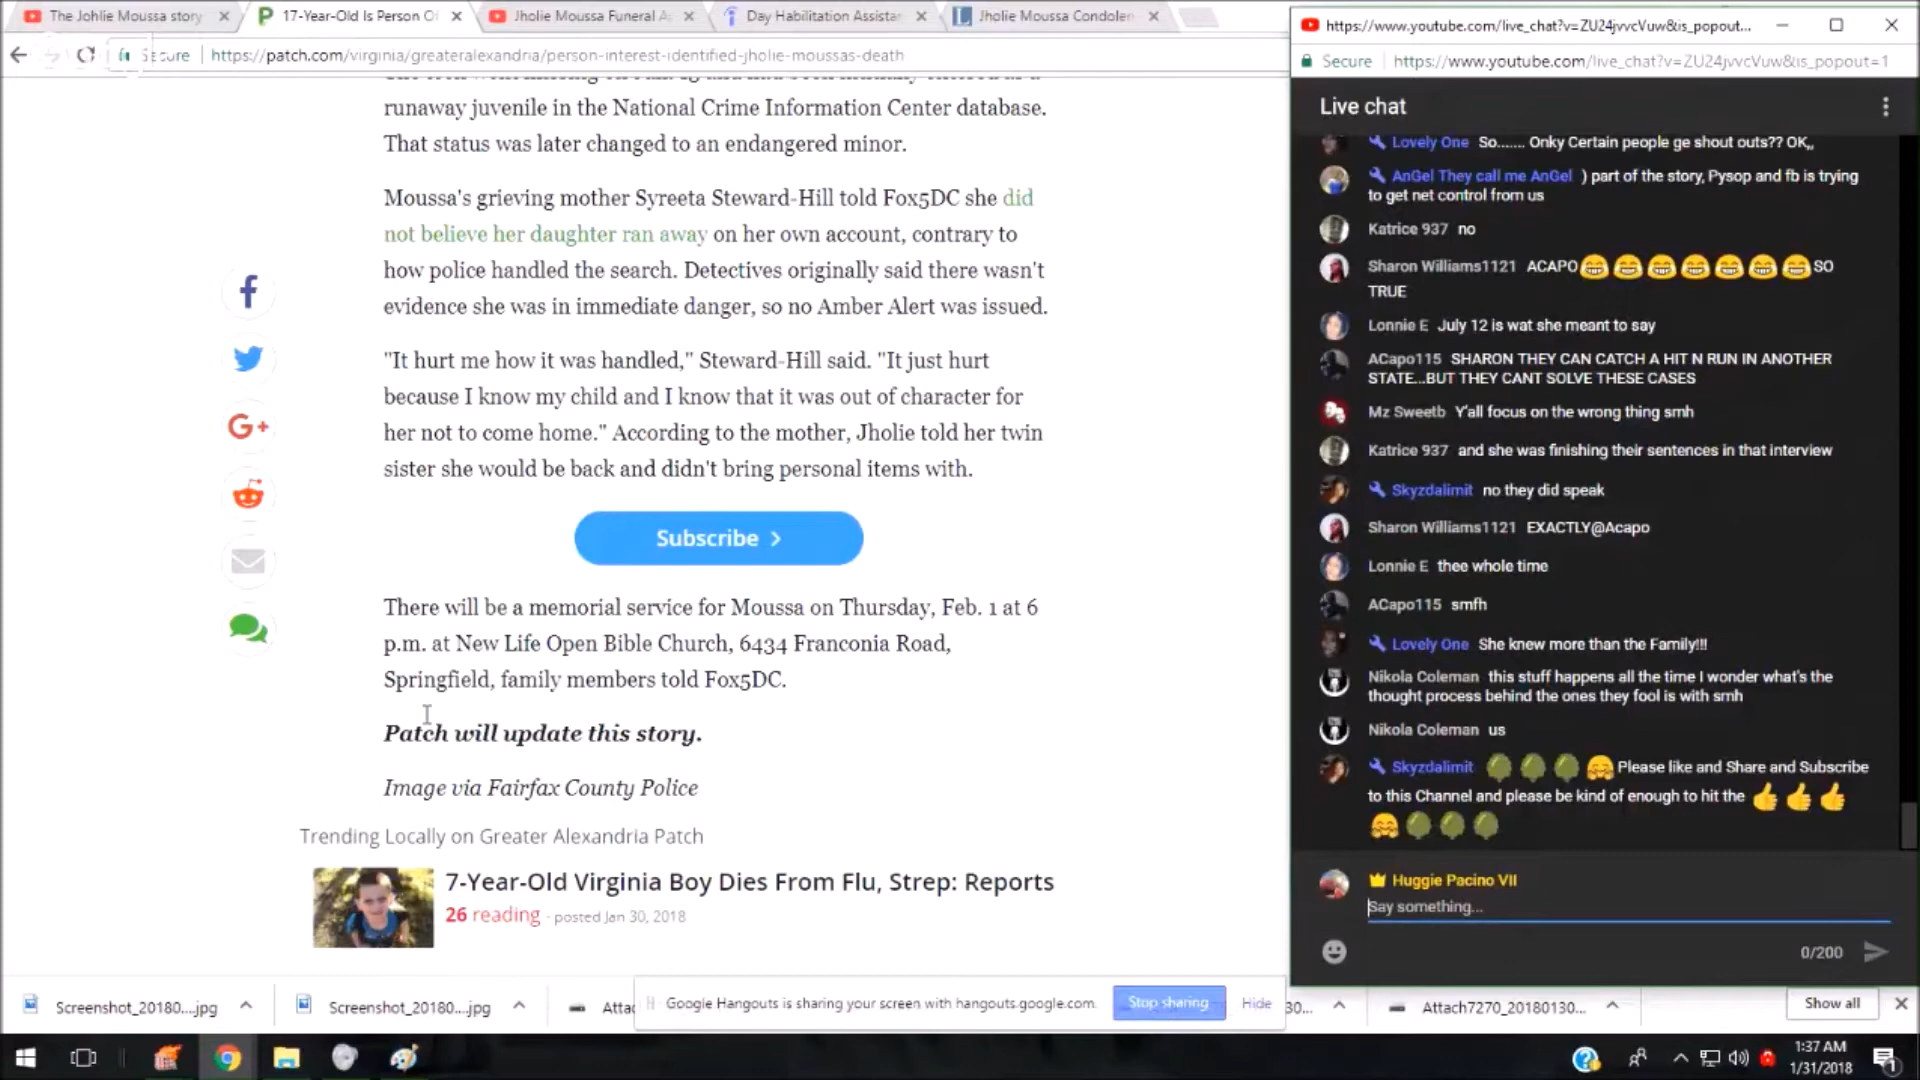 The Johlie Moussa story
17-Year-Old Is Person Of
Jholie Moussa Funeral A
Day Habilitation Assistan
Jholie Moussa Condolen
Secure https://patch.com/virginia/greateralexandria/person-interest-identified-jholie-moussas-death
runaway juvenile in the National Crime Information Center database.
That status was later changed to an endangered minor.
Moussa's grieving mother Syreeta Steward-Hill told Fox5DC she did
not believe her daughter ran away on her own account, contrary to
how police handled the search. Detectives originally said there wasn't
evidence she was in immediate danger, so no Amber Alert was issued.
"It hurt me how it was handled," Steward-Hill said. "It just hurt
because I know my child and I know that it was out of character for
her not to come home." According to the mother, Jholie told her twin
sister she would be back and didn't bring personal items with.
Subscribe >
There will be a memorial service for Moussa on Thursday, Feb. 1 at 6
p.m. at New Life Open Bible Church, 6434 Franconia Road,
Springfield, family members told Fox5DC.
Patch will update this story.
Image via Fairfax County Police
Trending Locally on Greater Alexandria Patch
7-Year-Old Virginia Boy Dies From Flu, Strep: Reports
26 reading - posted Jan 30, 2018
https://www.youtube.com/live_chat?v=ZU24jvvcVuw&is_popout...
Secure https://www.youtube.com/live_chat?v=ZU24jvvcVuw&is_popout=1
Live chat
Lovely One So....... Onky Certain people ge shout outs?? OK,,
AnGel They call me AnGel ) part of the story, Pysop and fb is trying
to get net control from us
Katrice 937 no
Sharon Williams1121 ACAPO😂😂😂😂😂😂😂SO
TRUE
Lonnie E July 12 is wat she meant to say
ACapo115 SHARON THEY CAN CATCH A HIT N RUN IN ANOTHER
STATE...BUT THEY CANT SOLVE THESE CASES
Mz Sweetb Y'all focus on the wrong thing smh
Katrice 937 and she was finishing their sentences in that interview
Skyzdalimit no they did speak
Sharon Williams1121 EXACTLY@Acapo
Lonnie E thee whole time
ACapo115 smfh
Lovely One She knew more than the Family!!!
Nikola Coleman this stuff happens all the time I wonder what's the
thought process behind the ones they fool is with smh
Nikola Coleman us
Skyzdalimit Please like and Share and Subscribe
to this Channel and please be kind of enough to hit the 👍👍👍
Huggie Pacino VII
Say something...
0/200
Screenshot_20180....jpg
Screenshot_20180....jpg
Attac
Google Hangouts is sharing your screen with hangouts.google.com.
Stop sharing
Hide
30...
Attach7270_20180130...
Show all
1:37 AM
1/31/2018